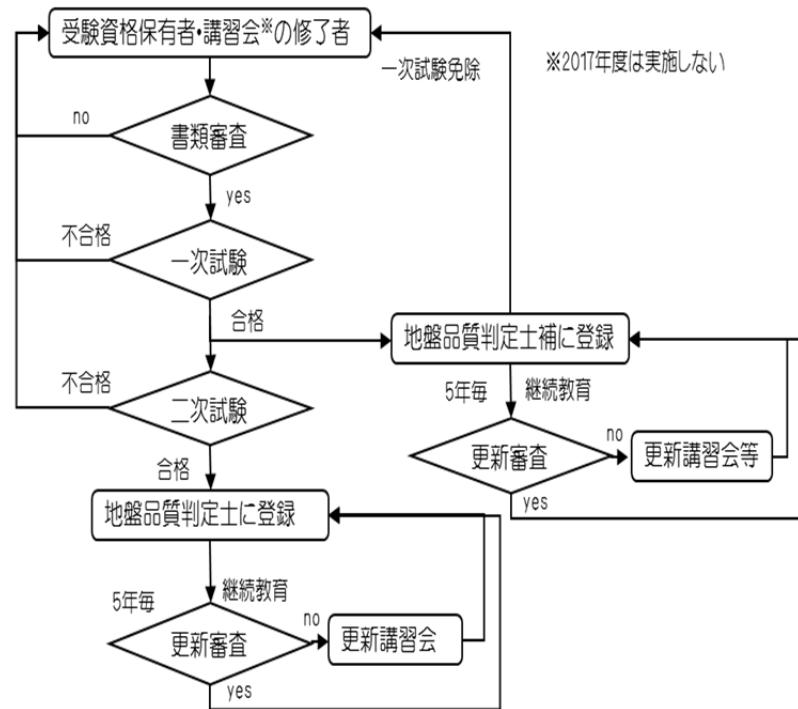 受験資格保有者・講習会※の修了者
一次試験免除
※2017年度は実施しない
no
書類審査
yes
不合格
一次試験
合格
地盤品質判定士補に登録
不合格
二次試験
5年毎
継続教育
更新審査
no
更新講習会等
yes
合格
地盤品質判定士に登録
5年毎
継続教育
更新審査
no
更新講習会
yes